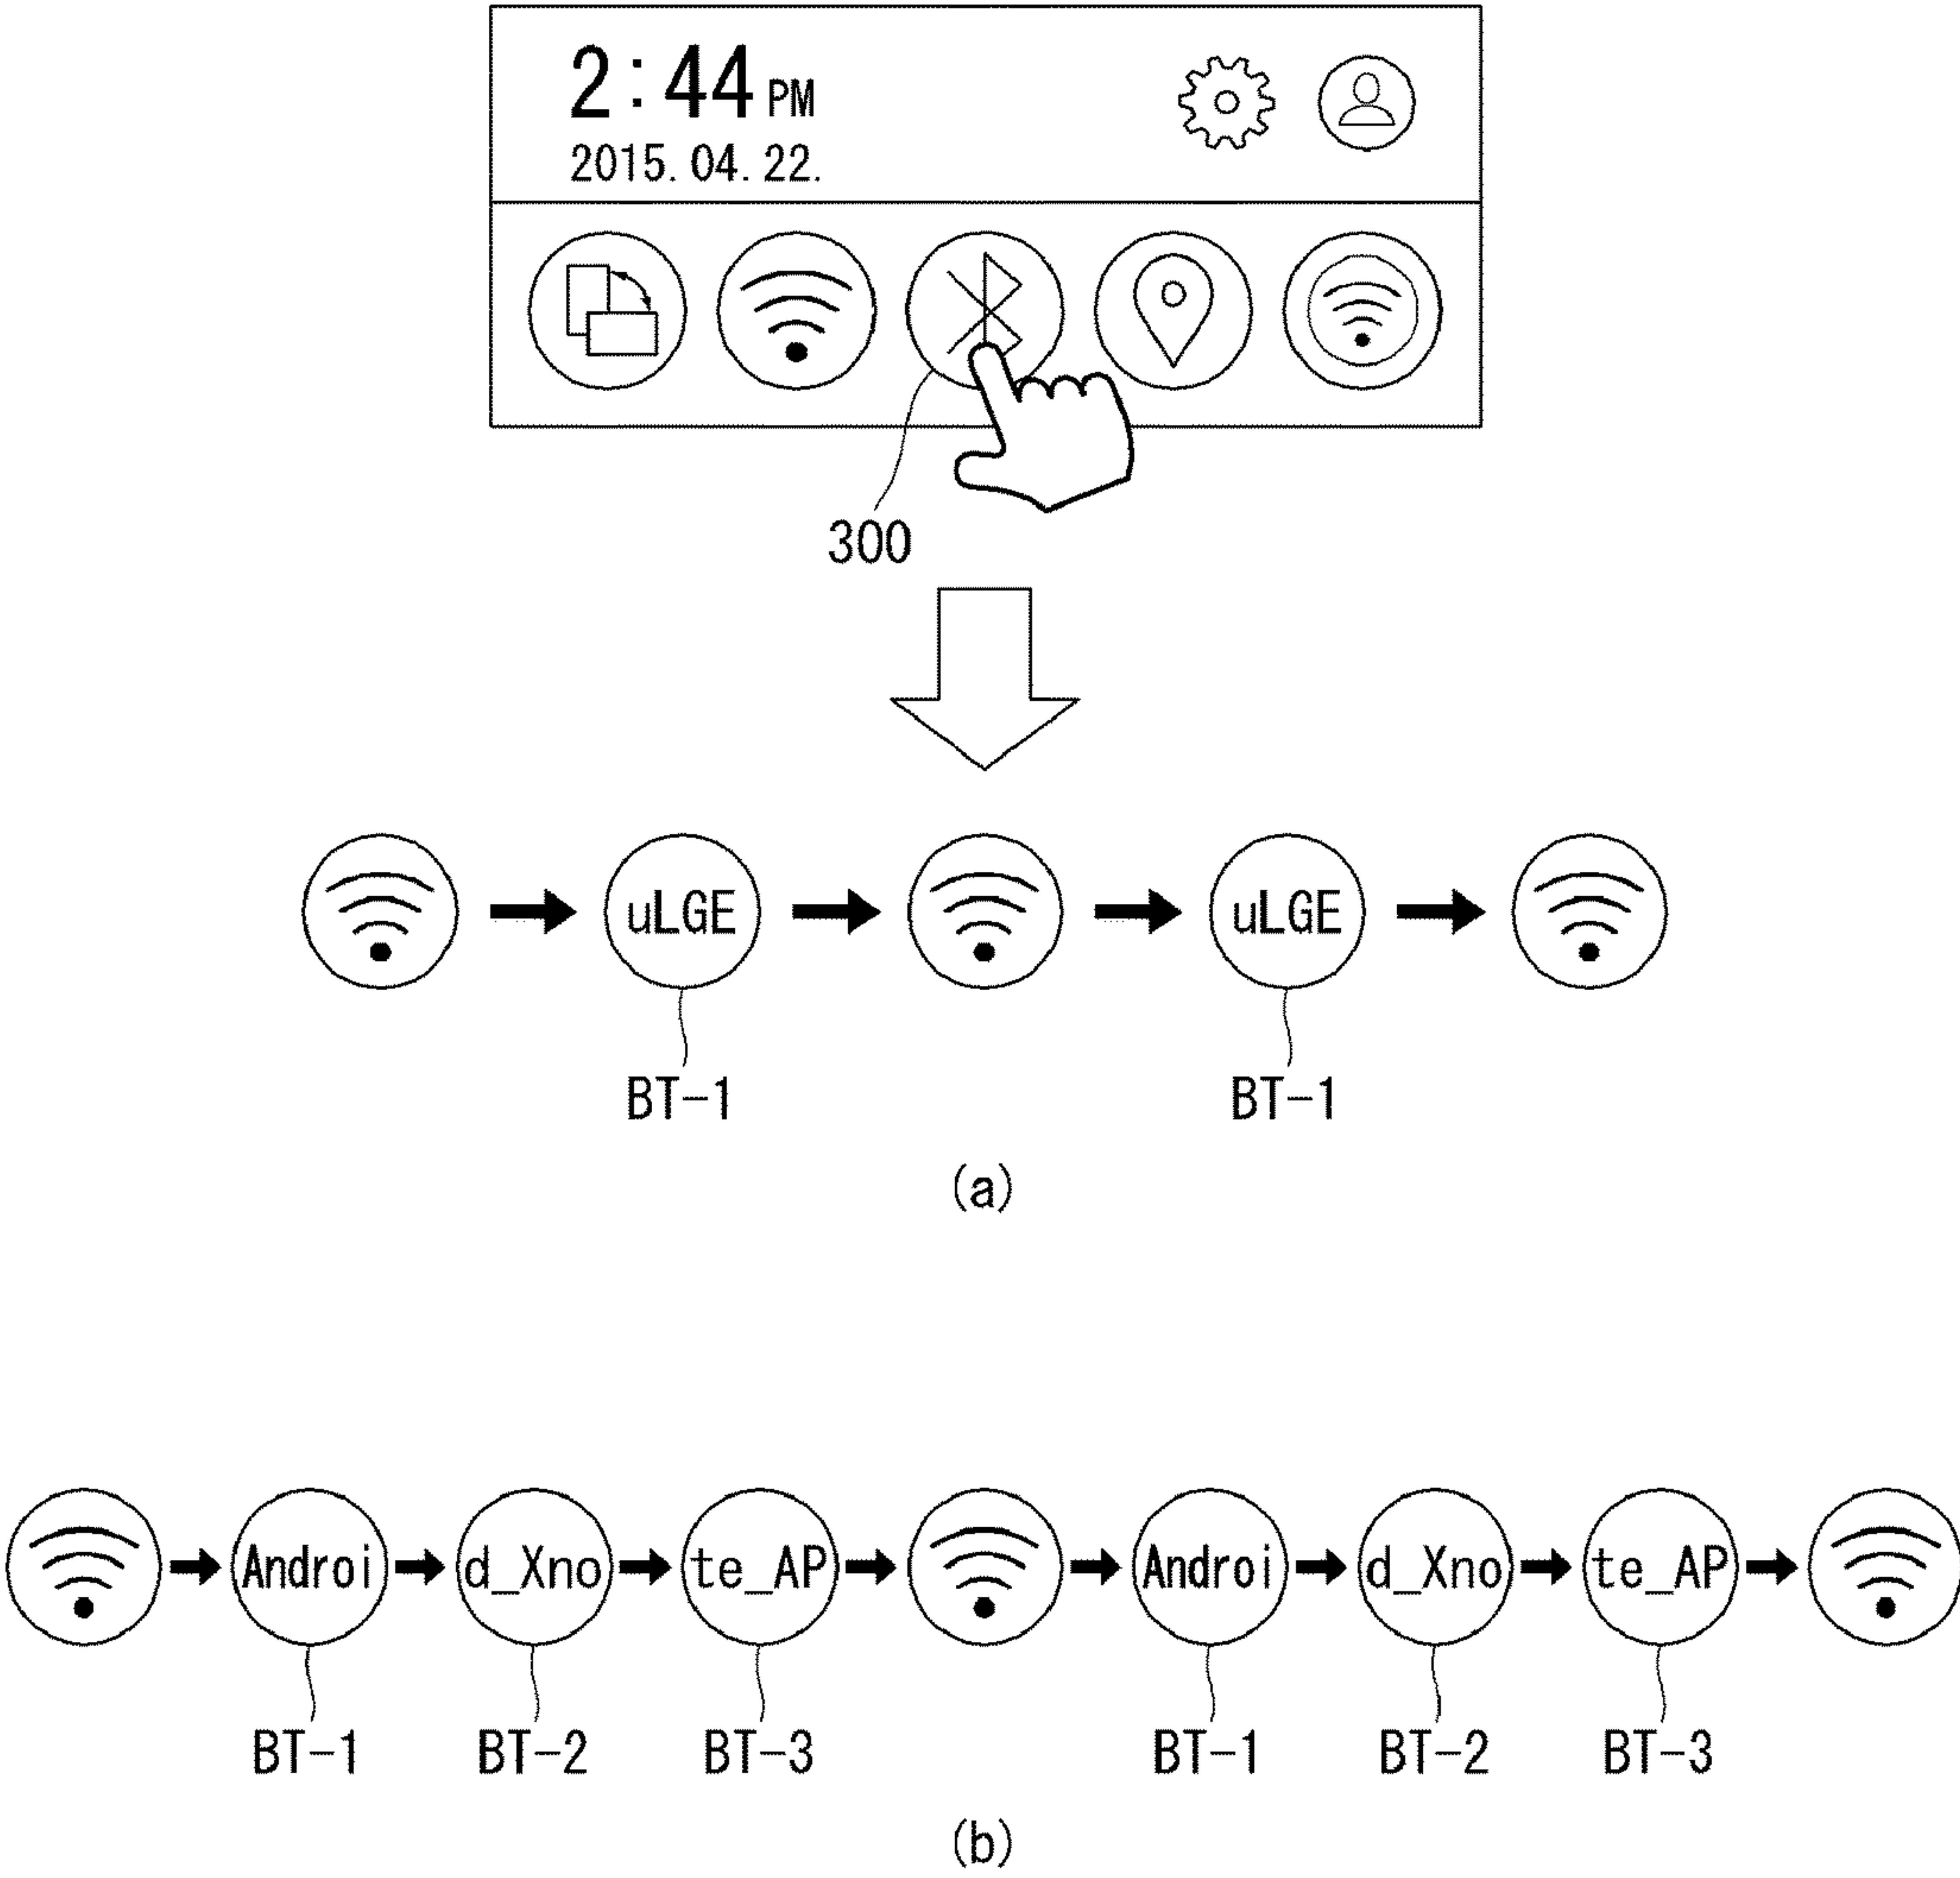 2:44 PM
2015.04.22.
300
uLGE uLGE
BT-1 BT-1
(a)
Androi d_Xno te_AP Androi d_Xno te_AP
BT-1 BT-2 BT-3 BT-1 BT-2 BT-3
(b)